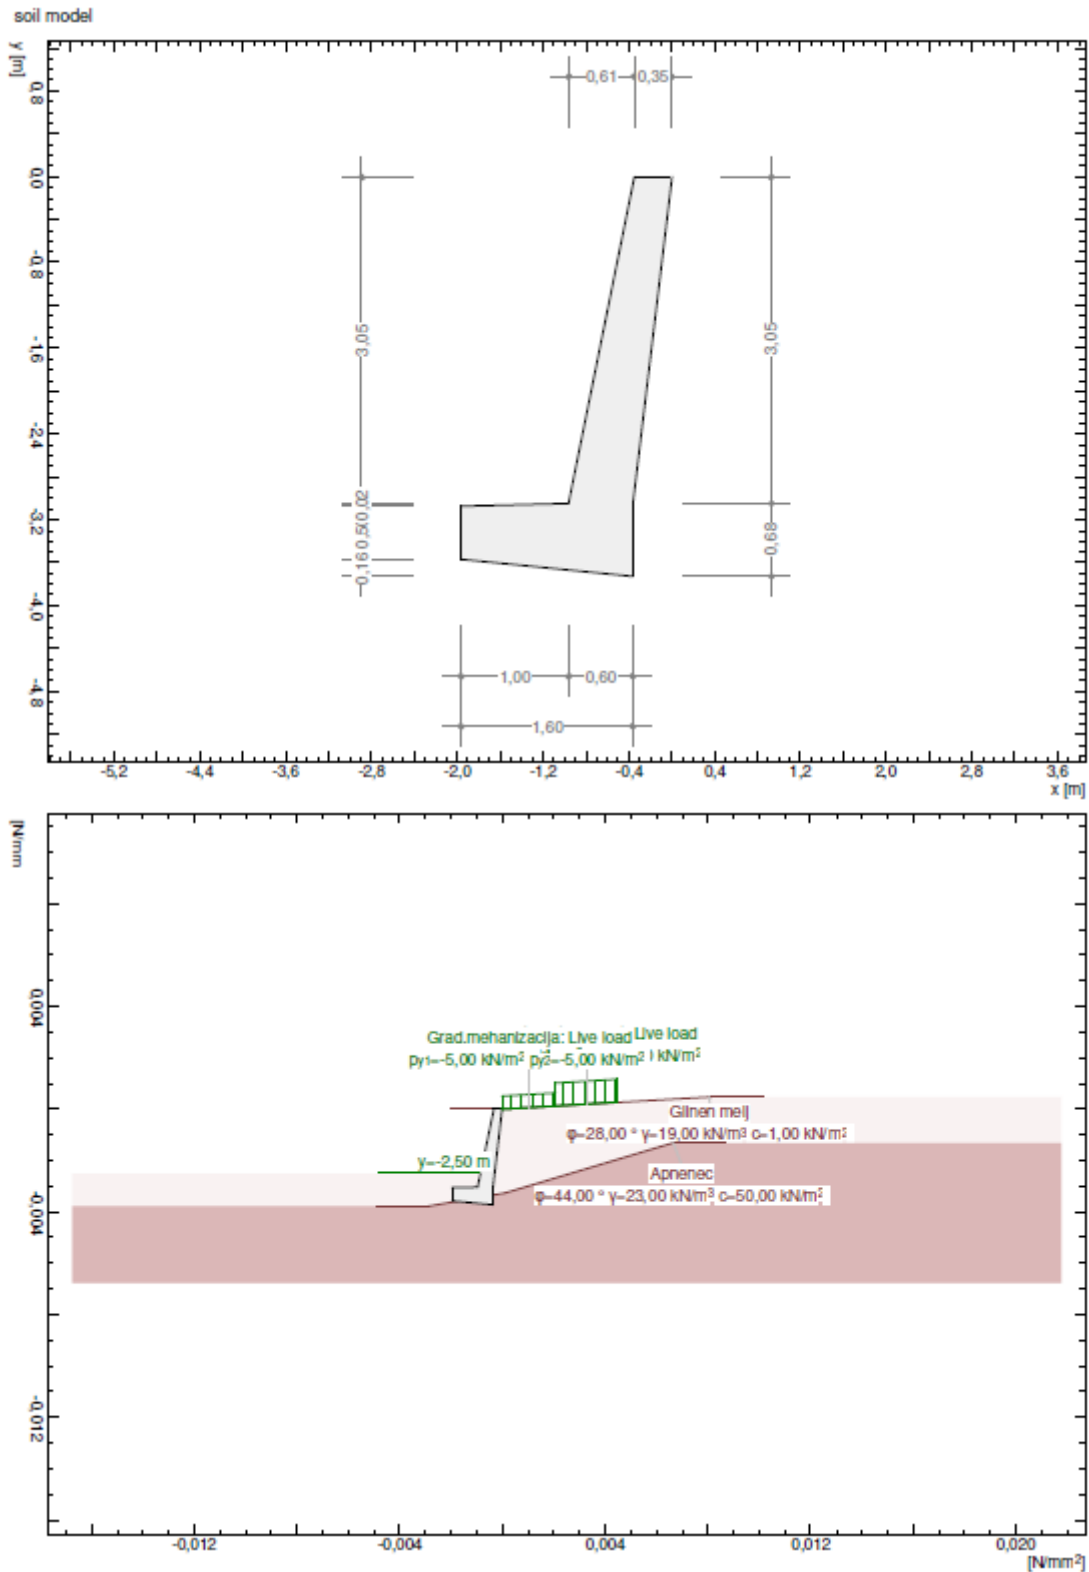 soil model
y [m]
0,8
0,0
-0,8
-1,6
-2,4
-3,2
-4,0
-4,8
0,61
0,35
3,05
0,02
0,50
-0,16
3,05
0,68
1,00
0,60
1,60
-5,2 -4,4 -3,6 -2,8 -2,0 -1,2 -0,4 0,4 1,2 2,0 2,8 3,6
x [m]
[N/mm
0,004
-0,004
-0,012
Grad.mehanizacija: Live load Live load
py1=-5,00 kN/m² py2=-5,00 kN/m² kN/m²
Glinen melj
φ=28,00 ° γ=19,00 kN/m³ c=1,00 kN/m²
y=-2,50 m
Apnenec
φ=44,00 ° γ=23,00 kN/m³ c=50,00 kN/m²
-0,012 -0,004 0,004 0,012 0,020
[N/mm²]